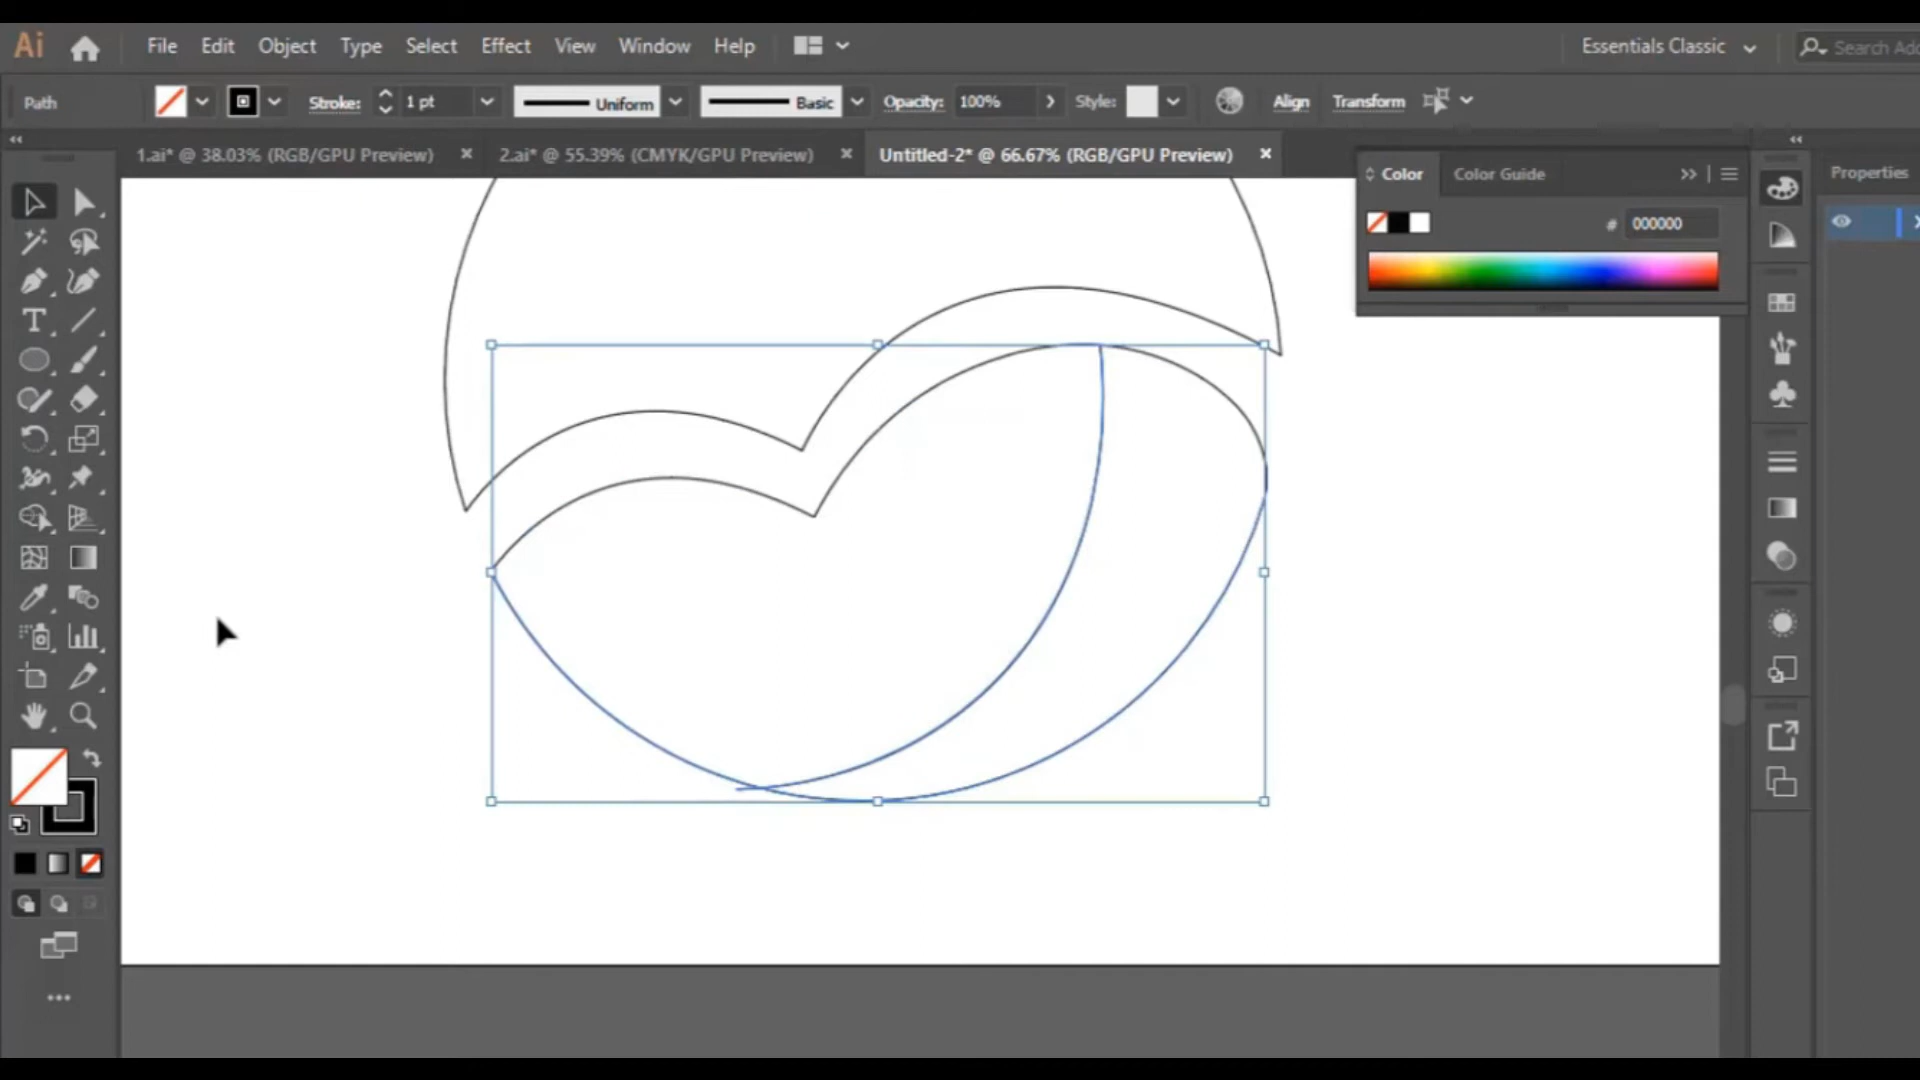 Ai File Edit Object Type Select Effect View Window Help Essentials Classic Search Ado
Path Stroke: 1 pt Uniform Basic Opacity: 100% Style: Align Transform
1.ai* @ 38.03% (RGB/GPU Preview) 2.ai* @ 55.39% (CMYK/GPU Preview) Untitled-2* @ 66.67% (RGB/GPU Preview)
Color Color Guide Properties
# 000000